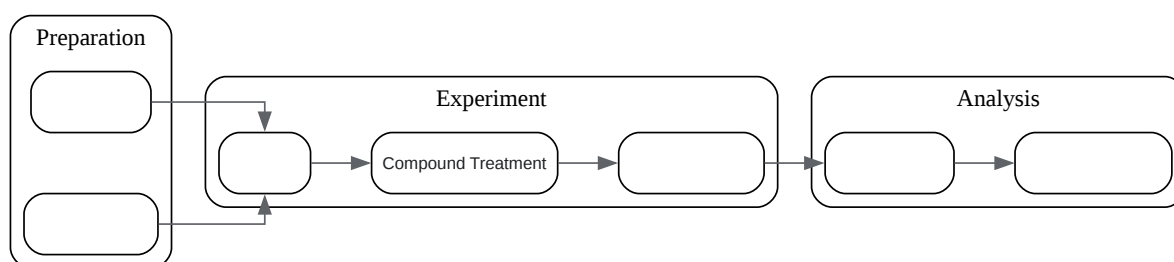 Preparation
Experiment
Compound Treatment
Analysis